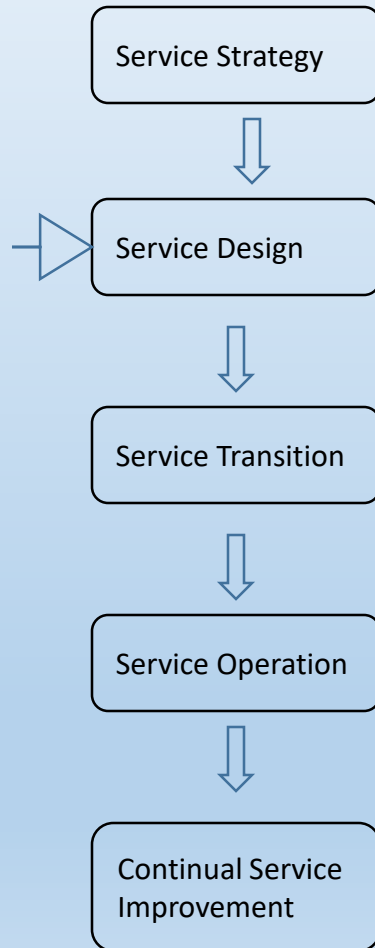 Service Strategy
Service Design
Service Transition
Service Operation
Continual Service
Improvement